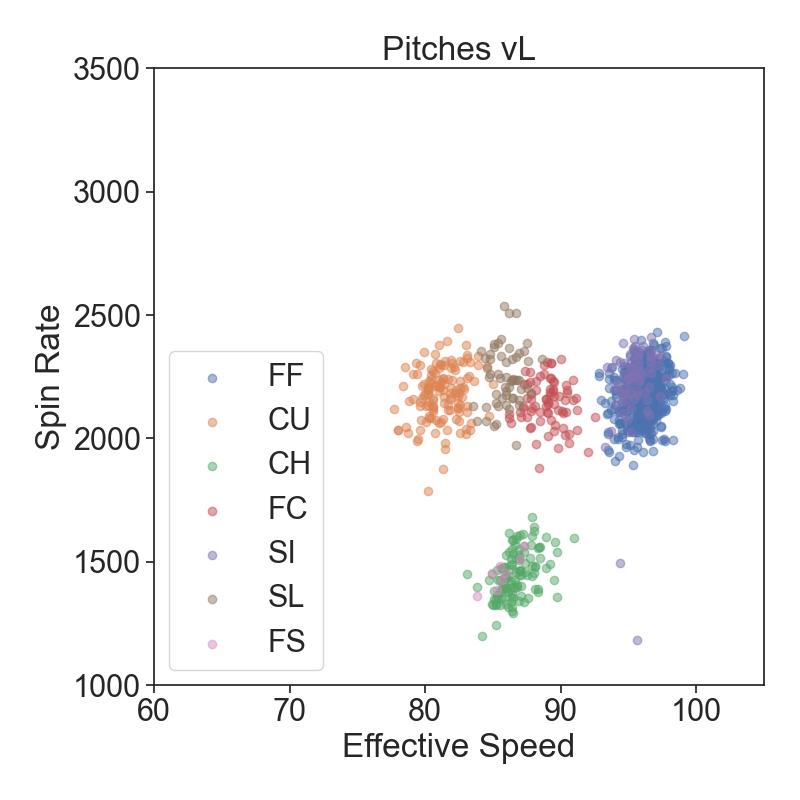 Pitches vL
3500
3000
2500
2000
1500
1000
Spin Rate
FF
CU
CH
FC
SI
SL
FS
60 70 80 90 100
Effective Speed